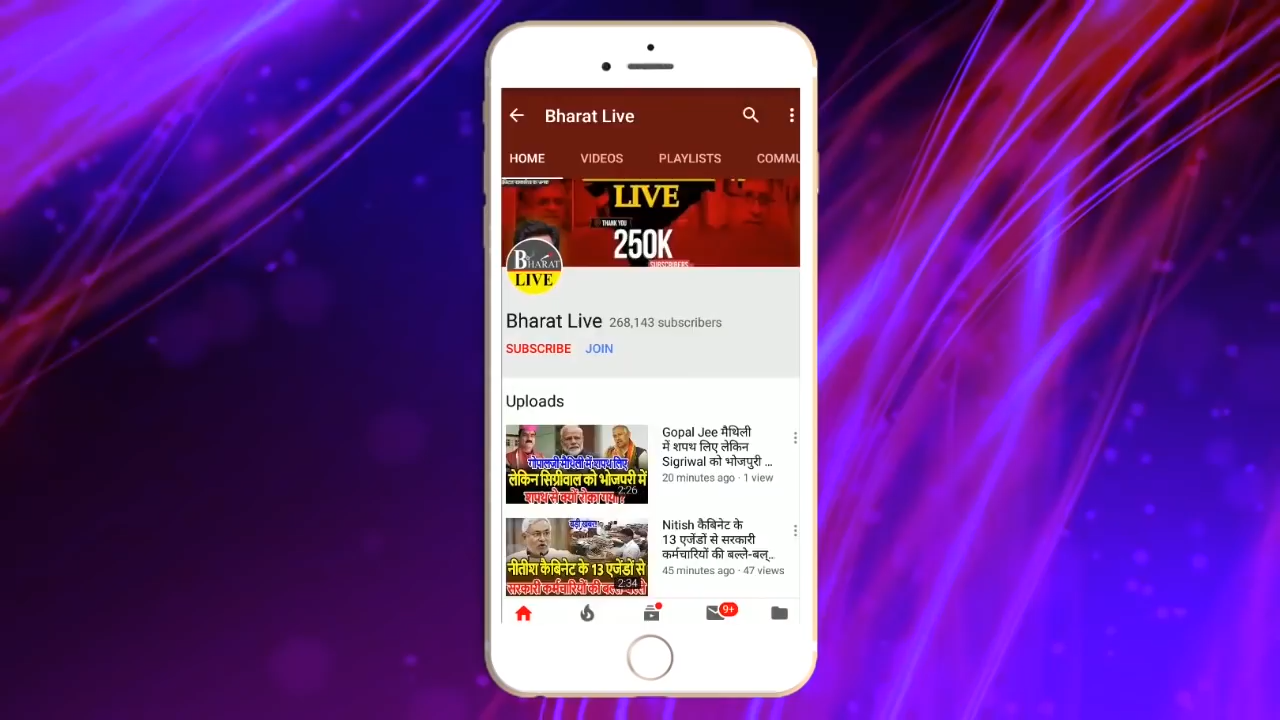 Bharat Live
HOME VIDEOS PLAYLISTS COMMU
LIVE
THANK YOU
250K
SUBSCRIBERS
BHARAT
LIVE
Bharat Live 268,143 subscribers
SUBSCRIBE JOIN
Uploads
गोपालजी मैथिली में शपथ लिए
लेकिन सिग्रीवाल को भोजपुरी में
शपथ से क्यों रोका गया?
2:26
Gopal Jee मैथिली
में शपथ लिए लेकिन
Sigriwal को भोजपुरी ...
20 minutes ago · 1 view
बड़ी खबर!
नीतीश कैबिनेट के 13 एजेंडों से
सरकारी कर्मचारियों की बल्ले-बल्ले
2:34
Nitish कैबिनेट के
13 एजेंडों से सरकारी
कर्मचारियों की बल्ले-बल्..
45 minutes ago · 47 views
9+